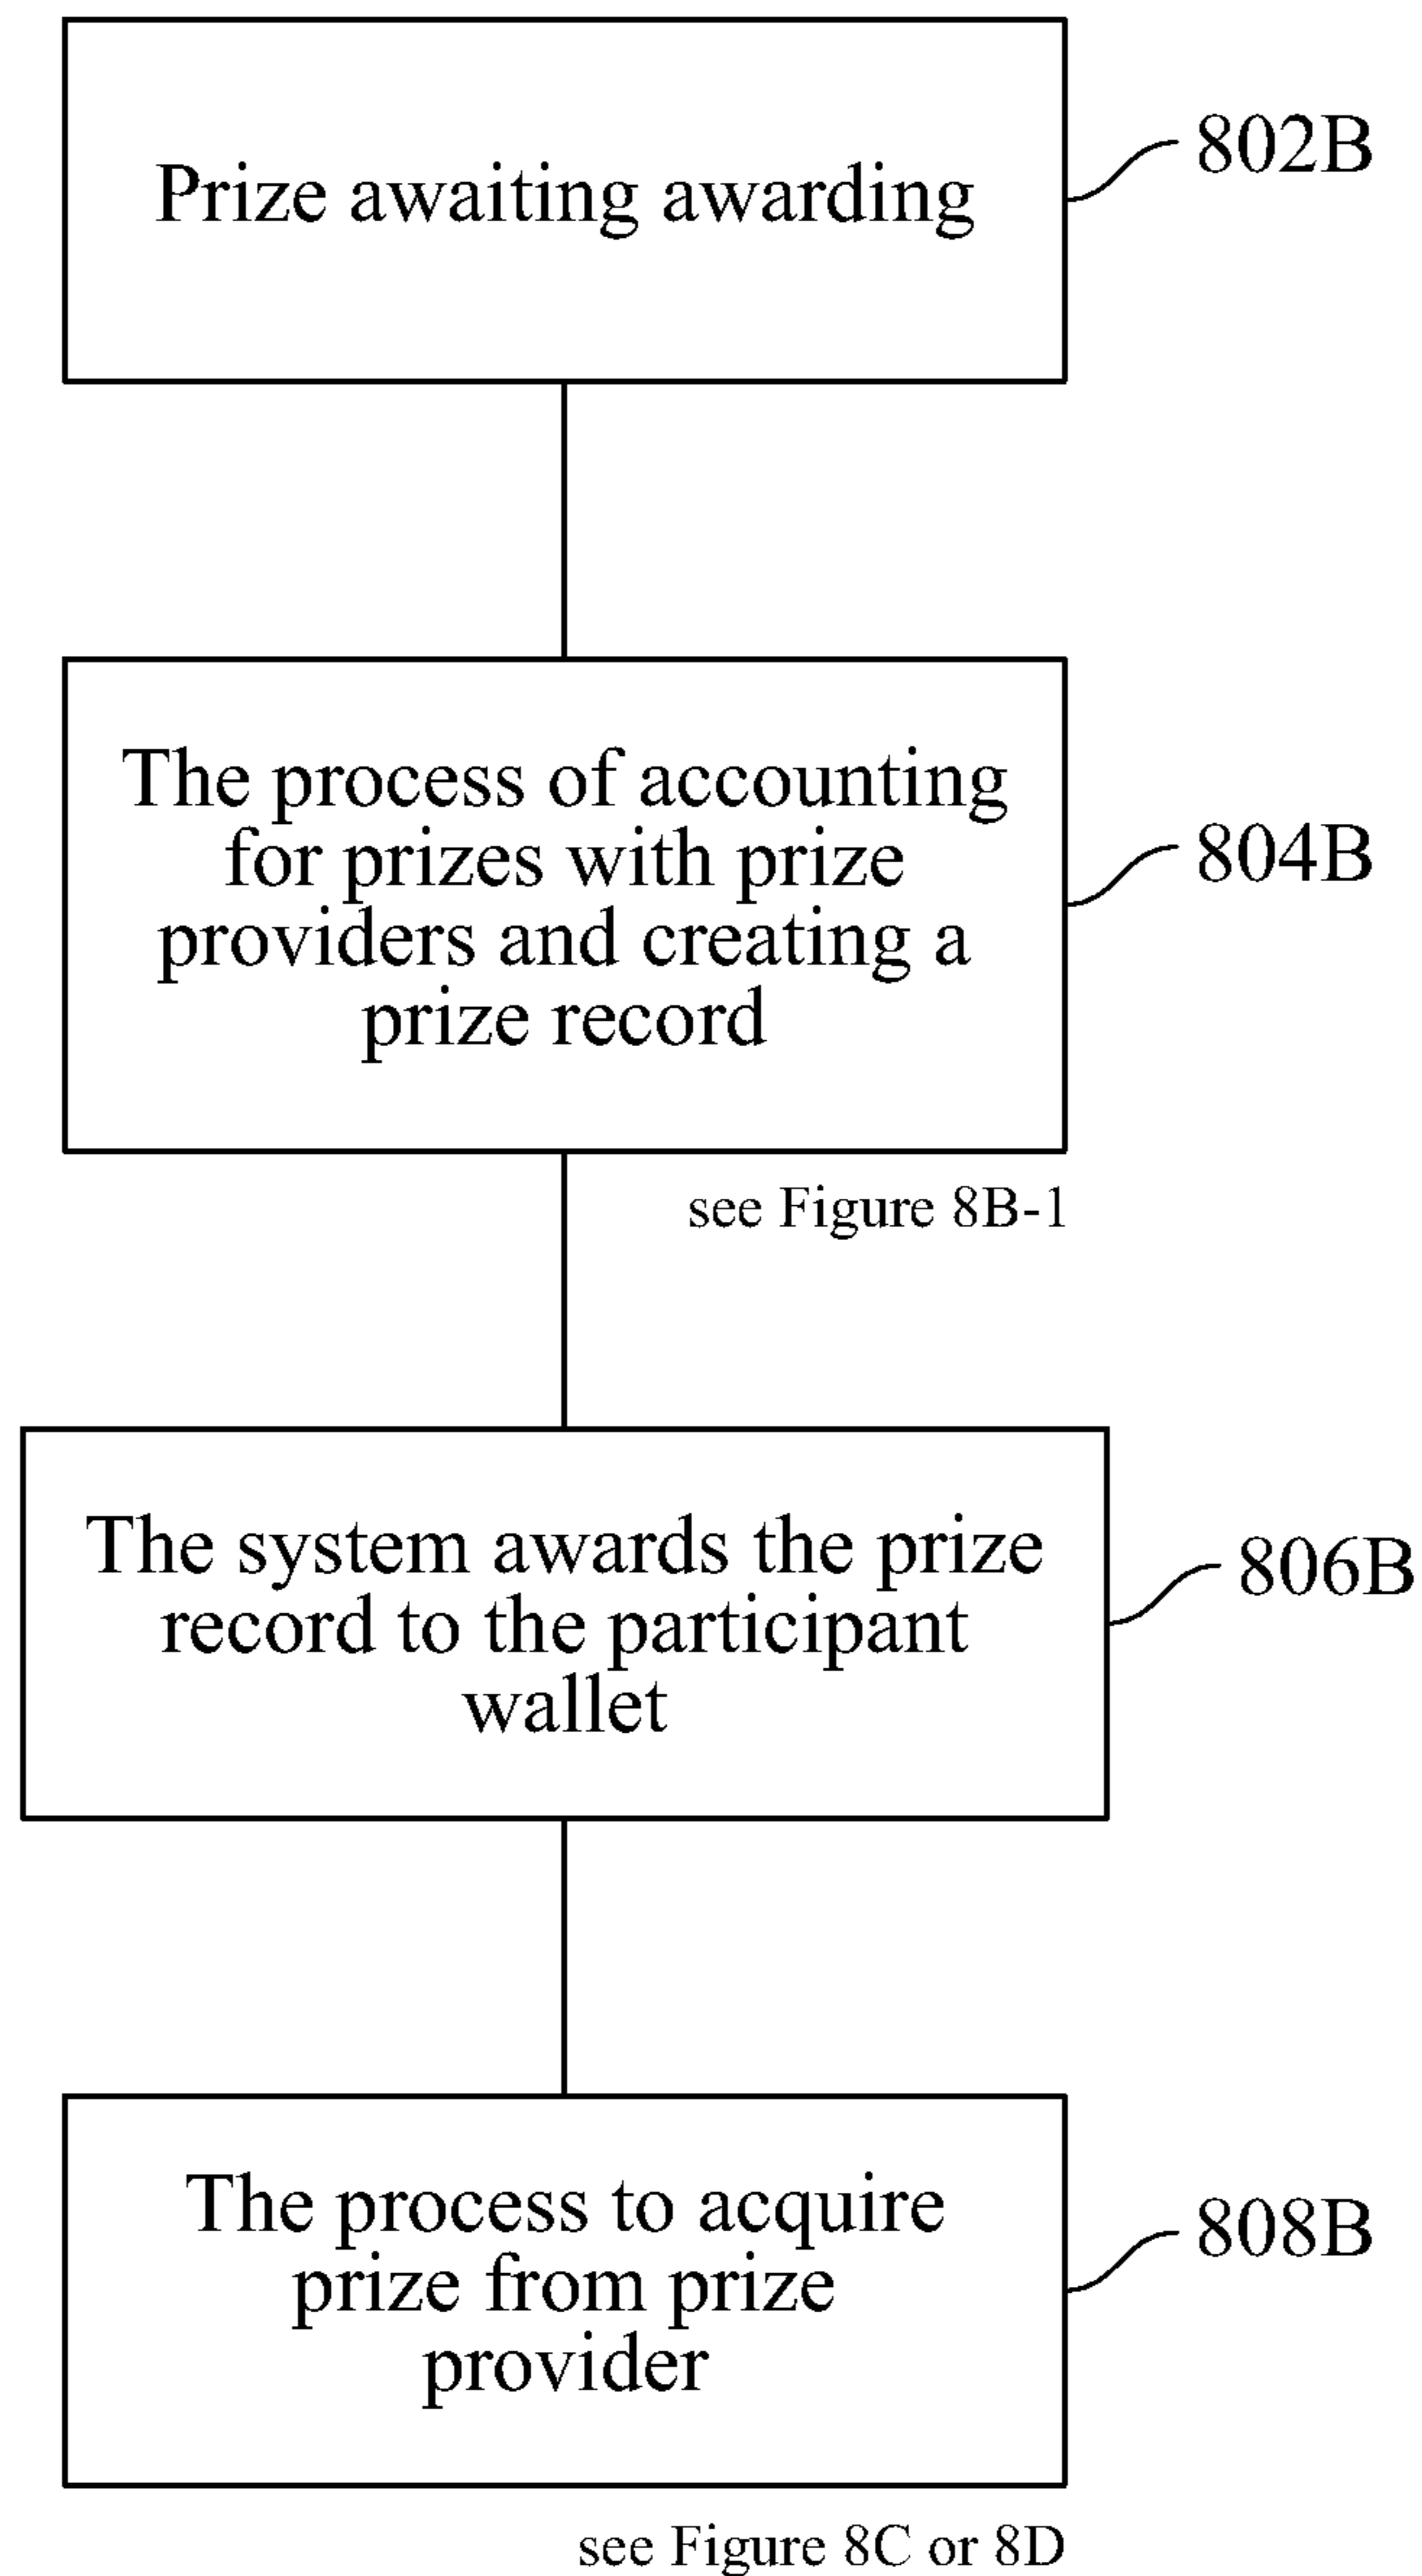 Prize awaiting awarding
802B
The process of accounting
for prizes with prize
providers and creating a
prize record
804B
see Figure 8B-1
The system awards the prize
record to the participant
wallet
806B
The process to acquire
prize from prize
provider
808B
see Figure 8C or 8D